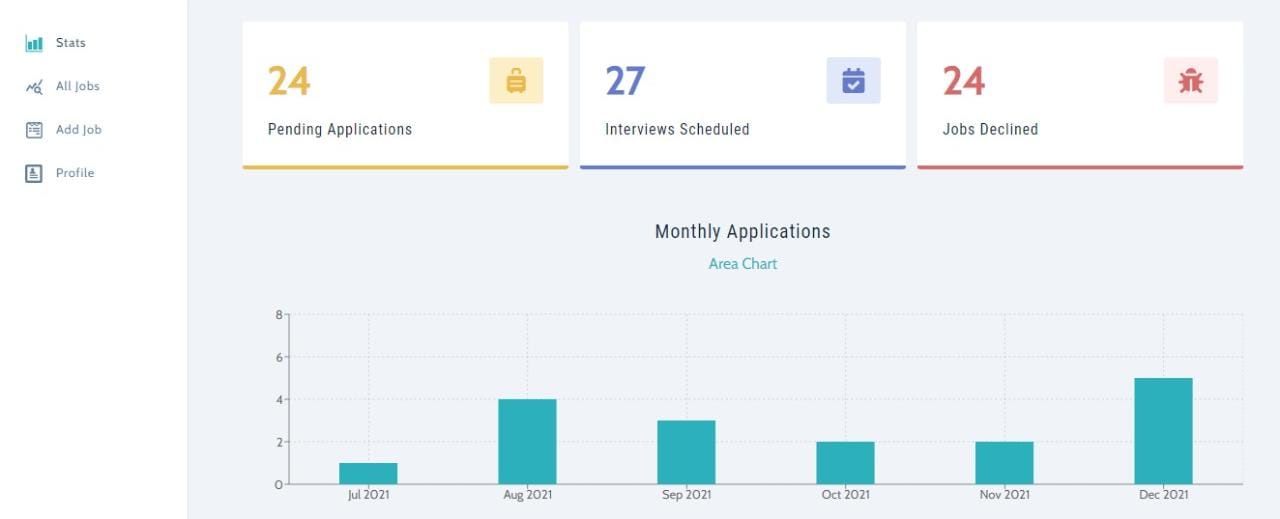 Stats
All Jobs
Add Job
Profile
24
Pending Applications
27
Interviews Scheduled
24
Jobs Declined
Monthly Applications
Area Chart
8
6
4
2
0
Jul 2021
Aug 2021
Sep 2021
Oct 2021
Nov 2021
Dec 2021